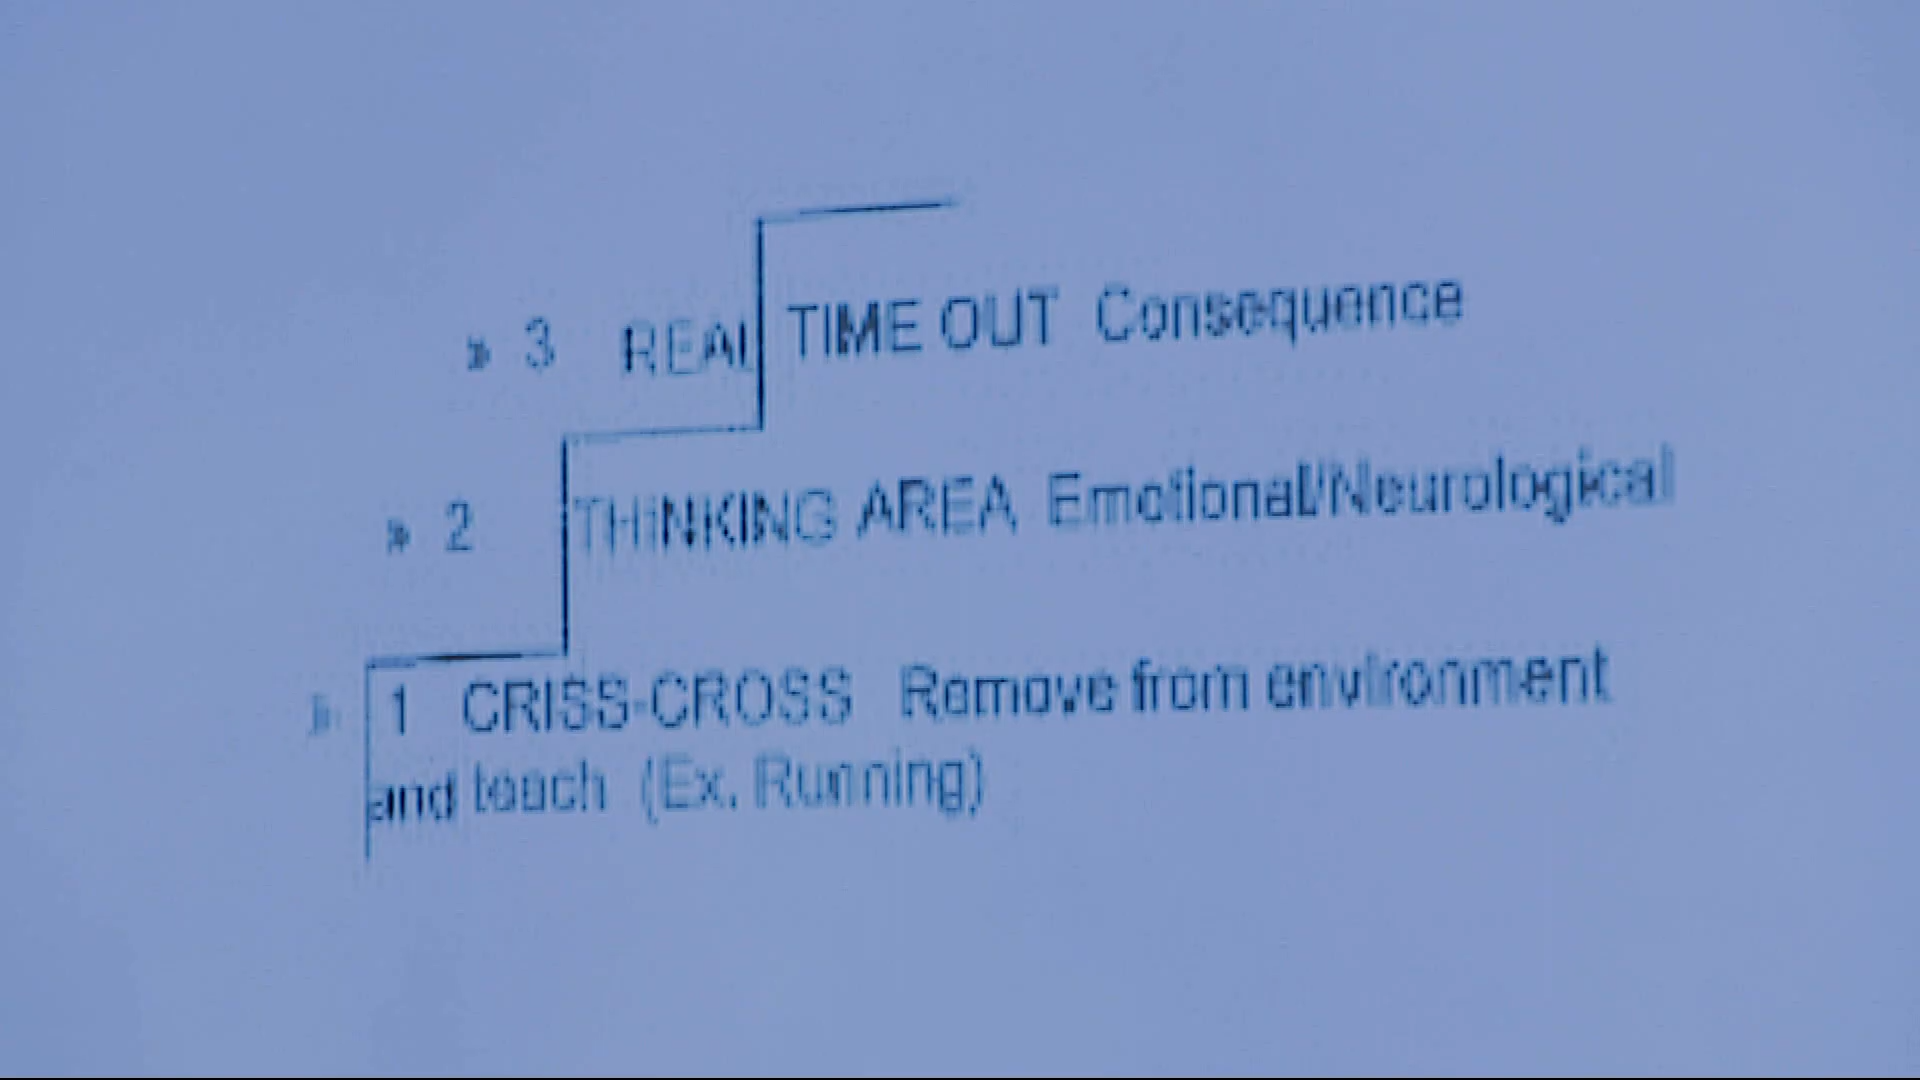 » 3 REAL TIME OUT Consequence
» 2 THINKING AREA Emotional/Neurological
» 1 CRISS-CROSS Remove from environment
and teach (Ex. Running)